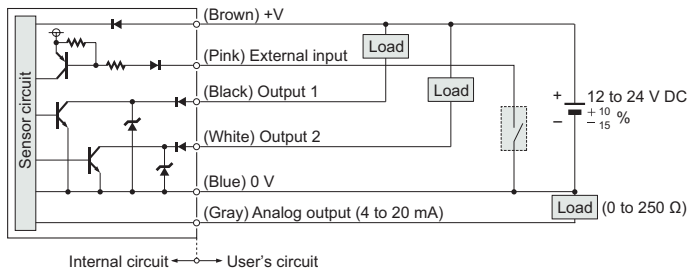 (Brown) +V
Load
(Pink) External input
(Black) Output 1
Load
Sensor circuit
+
12 to 24 V DC
+ 10
− 15 %
−
(White) Output 2
(Blue) 0 V
Load (0 to 250 Ω)
(Gray) Analog output (4 to 20 mA)
Internal circuit
User's circuit